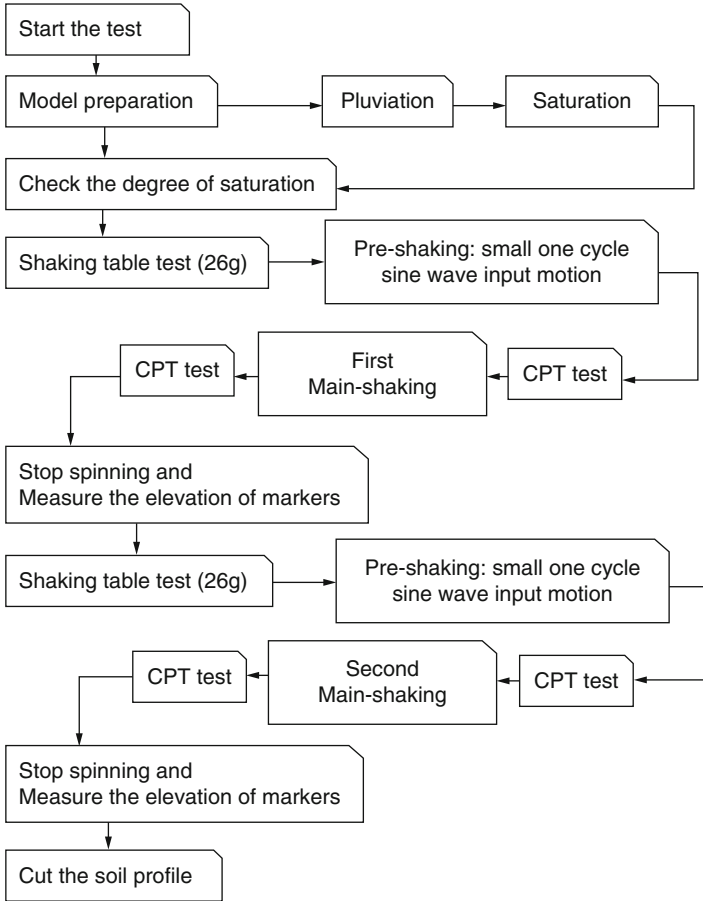 Start the test
Model preparation
Pluviation
Saturation
Check the degree of saturation
Shaking table test (26g)
Pre-shaking: small one cycle
sine wave input motion
CPT test
First
Main-shaking
CPT test
Stop spinning and
Measure the elevation of markers
Shaking table test (26g)
Pre-shaking: small one cycle
sine wave input motion
CPT test
Second
Main-shaking
CPT test
Stop spinning and
Measure the elevation of markers
Cut the soil profile